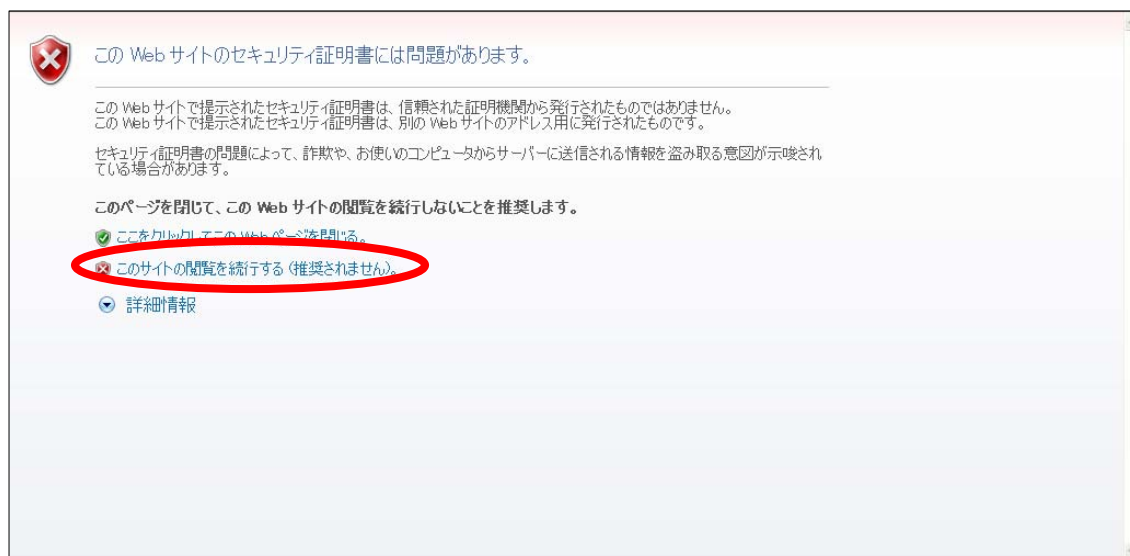 この Web サイトのセキュリティ証明書には問題があります。
この Web サイトで提示されたセキュリティ証明書は、信頼された証明機関から発行されたものではありません。
この Web サイトで提示されたセキュリティ証明書は、別の Web サイトのアドレス用に発行されたものです。
セキュリティ証明書の問題によって、詐欺や、お使いのコンピュータからサーバーに送信される情報を盗み取る意図が示唆され
ている場合があります。
このページを閉じて、この Web サイトの閲覧を続行しないことを推奨します。
ここをクリックしてこの Web ページを閉じる。
このサイトの閲覧を続行する (推奨されません)。
詳細情報